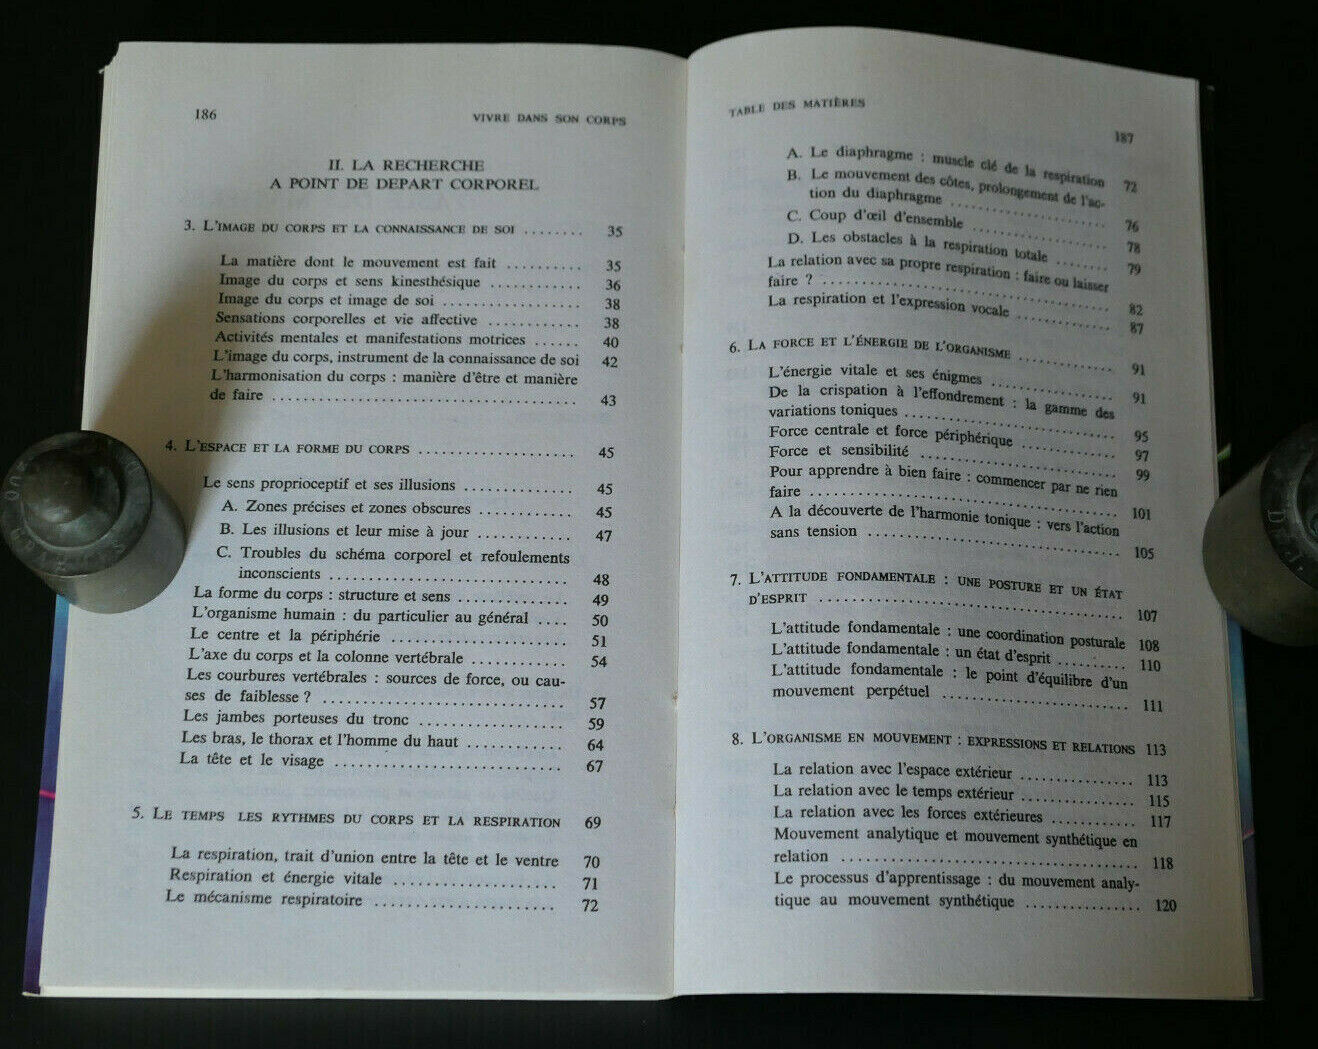 186
VIVRE DANS SON CORPS
II. LA RECHERCHE
A POINT DE DEPART CORPOREL
3. L'IMAGE DU CORPS ET LA CONNAISSANCE DE SOI ........ 35
La matière dont le mouvement est fait .......... 35
Image du corps et sens kinesthésique ............ 36
Image du corps et image de soi .................. 38
Sensations corporelles et vie affective ............ 38
Activités mentales et manifestations motrices ...... 40
L'image du corps, instrument de la connaissance de soi 42
L'harmonisation du corps : manière d'être et manière
de faire ........................................ 43
4. L'ESPACE ET LA FORME DU CORPS .................... 45
Le sens proprioceptif et ses illusions .............. 45
A. Zones précises et zones obscures ............ 45
B. Les illusions et leur mise à jour ............ 47
C. Troubles du schéma corporel et refoulements
inconscients ............................... 48
La forme du corps : structure et sens .............. 49
L'organisme humain : du particulier au général .... 50
Le centre et la périphérie ...................... 51
L'axe du corps et la colonne vertébrale ............ 54
Les courbures vertébrales : sources de force, ou cau-
ses de faiblesse ? ............................... 57
Les jambes porteuses du tronc .................. 59
Les bras, le thorax et l'homme du haut ............ 64
La tête et le visage ............................. 67
5. LE TEMPS LES RYTHMES DU CORPS ET LA RESPIRATION 69
La respiration, trait d'union entre la tête et le ventre 70
Respiration et énergie vitale ..................... 71
Le mécanisme respiratoire ....................... 72
TABLE DES MATIÈRES
187
A. Le diaphragme : muscle clé de la respiration 72
B. Le mouvement des côtes, prolongement de l'ac-
tion du diaphragme ....................... 76
C. Coup d'œil d'ensemble ..................... 78
D. Les obstacles à la respiration totale ........ 79
La relation avec sa propre respiration : faire ou laisser
faire ? ........................................ 82
La respiration et l'expression vocale ............. 87
6. LA FORCE ET L'ÉNERGIE DE L'ORGANISME ............. 91
L'énergie vitale et ses énigmes .................. 91
De la crispation à l'effondrement : la gamme des
variations toniques ............................ 95
Force centrale et force périphérique ............. 97
Force et sensibilité ............................ 99
Pour apprendre à bien faire : commencer par ne rien
faire ......................................... 101
A la découverte de l'harmonie tonique : vers l'action
sans tension .................................. 105
7. L'ATTITUDE FONDAMENTALE : UNE POSTURE ET UN ÉTAT
D'ESPRIT ........................................ 107
L'attitude fondamentale : une coordination posturale 108
L'attitude fondamentale : un état d'esprit .......... 110
L'attitude fondamentale : le point d'équilibre d'un
mouvement perpétuel ......................... 111
8. L'ORGANISME EN MOUVEMENT : EXPRESSIONS ET RELATIONS 113
La relation avec l'espace extérieur ............... 113
La relation avec le temps extérieur ............... 115
La relation avec les forces extérieures ............ 117
Mouvement analytique et mouvement synthétique en
relation ...................................... 118
Le processus d'apprentissage : du mouvement analy-
tique au mouvement synthétique ............... 120